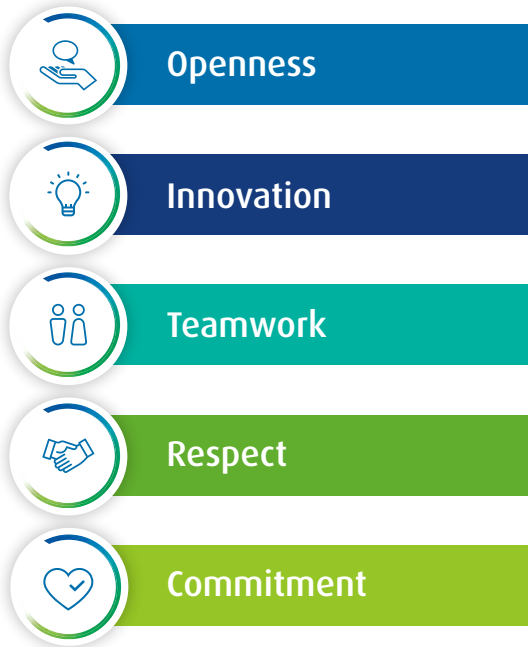 Openness
Innovation
Teamwork
Respect
Commitment